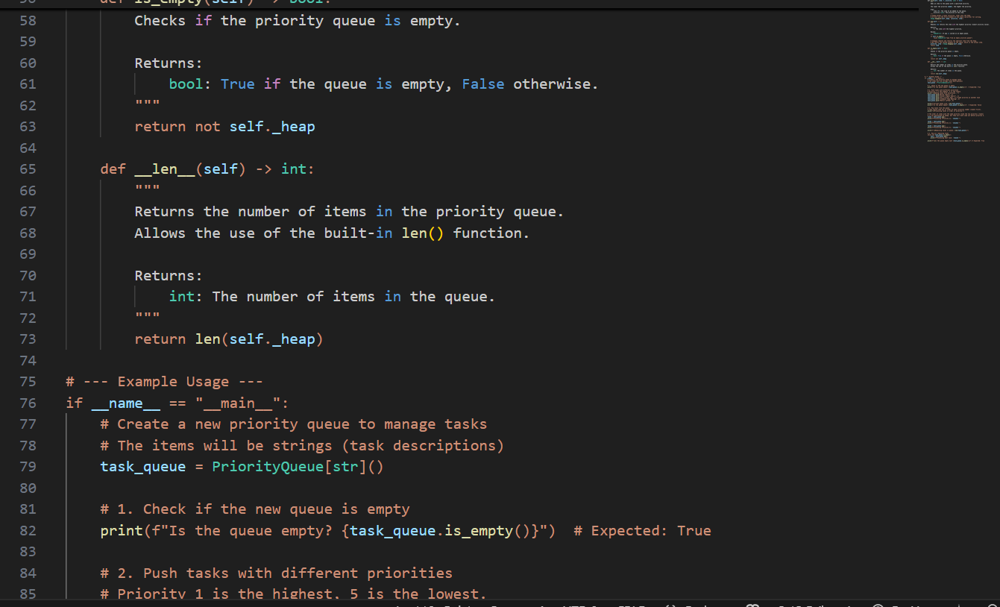 def is_empty(self) -> bool:
58 Checks if the priority queue is empty.
59
60 Returns:
61 bool: True if the queue is empty, False otherwise.
62 """
63 return not self._heap
64
65 def __len__(self) -> int:
66 """
67 Returns the number of items in the priority queue.
68 Allows the use of the built-in len() function.
69
70 Returns:
71 int: The number of items in the queue.
72 """
73 return len(self._heap)
74
75 # --- Example Usage ---
76 if __name__ == "__main__":
77 # Create a new priority queue to manage tasks
78 # The items will be strings (task descriptions)
79 task_queue = PriorityQueue[str]()
80
81 # 1. Check if the new queue is empty
82 print(f"Is the queue empty? {task_queue.is_empty()}")  # Expected: True
83
84 # 2. Push tasks with different priorities
85 # Priority 1 is the highest, 5 is the lowest.